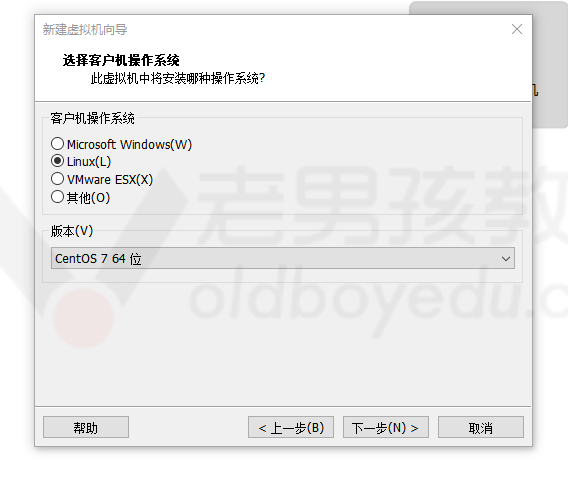 新建虚拟机向导
选择客户机操作系统
此虚拟机中将安装哪种操作系统?
机
客户机操作系统
Microsoft Windows(W)
Linux(L)
VMware ESX(X)
其他(O)
版本(V)
CentOS 7 64 位
老男孩教
oldboyedu.c
帮助
< 上一步(B)
下一步(N) >
取消